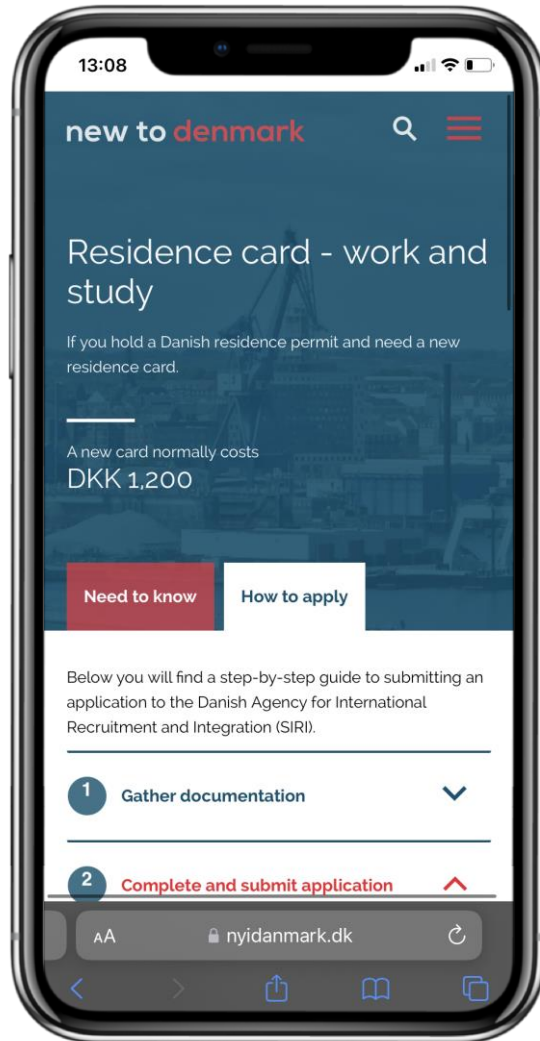 13:08
new to denmark
Residence card - work and
study
If you hold a Danish residence permit and need a new
residence card.
A new card normally costs
DKK 1,200
Need to know
How to apply
Below you will find a step-by-step guide to submitting an
application to the Danish Agency for International
Recruitment and Integration (SIRI).
1 Gather documentation
2 Complete and submit application
AA nyidanmark.dk